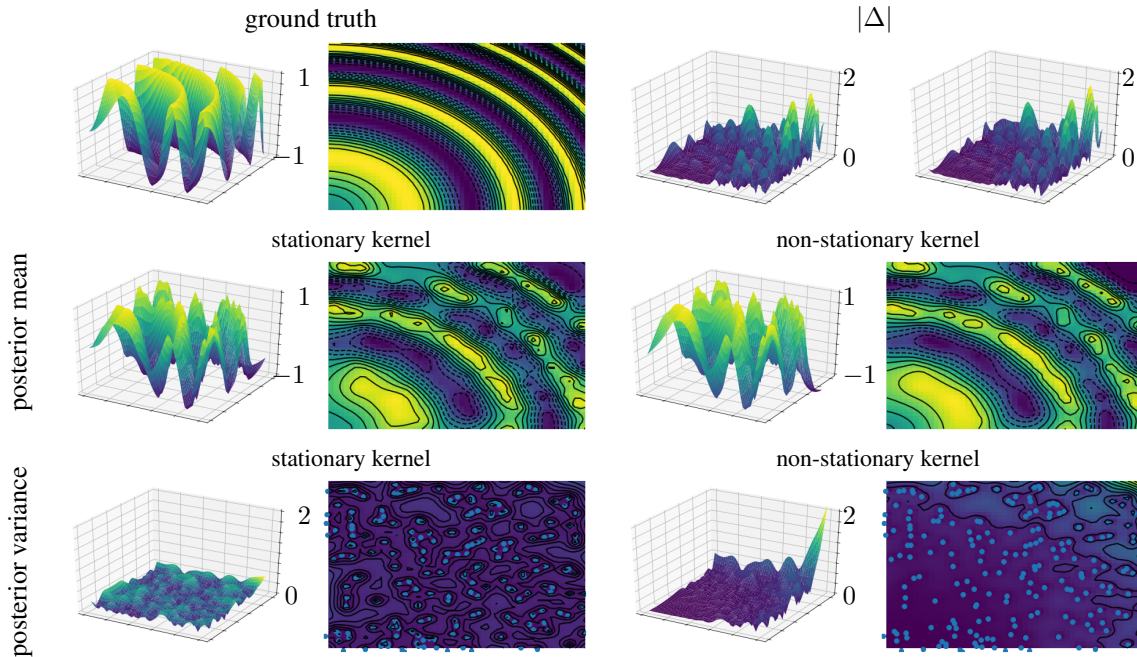 ground truth
|Δ|
1
−1
2
0
2
0
stationary kernel
non-stationary kernel
posterior mean
1
−1
1
−1
stationary kernel
non-stationary kernel
posterior variance
2
0
2
0